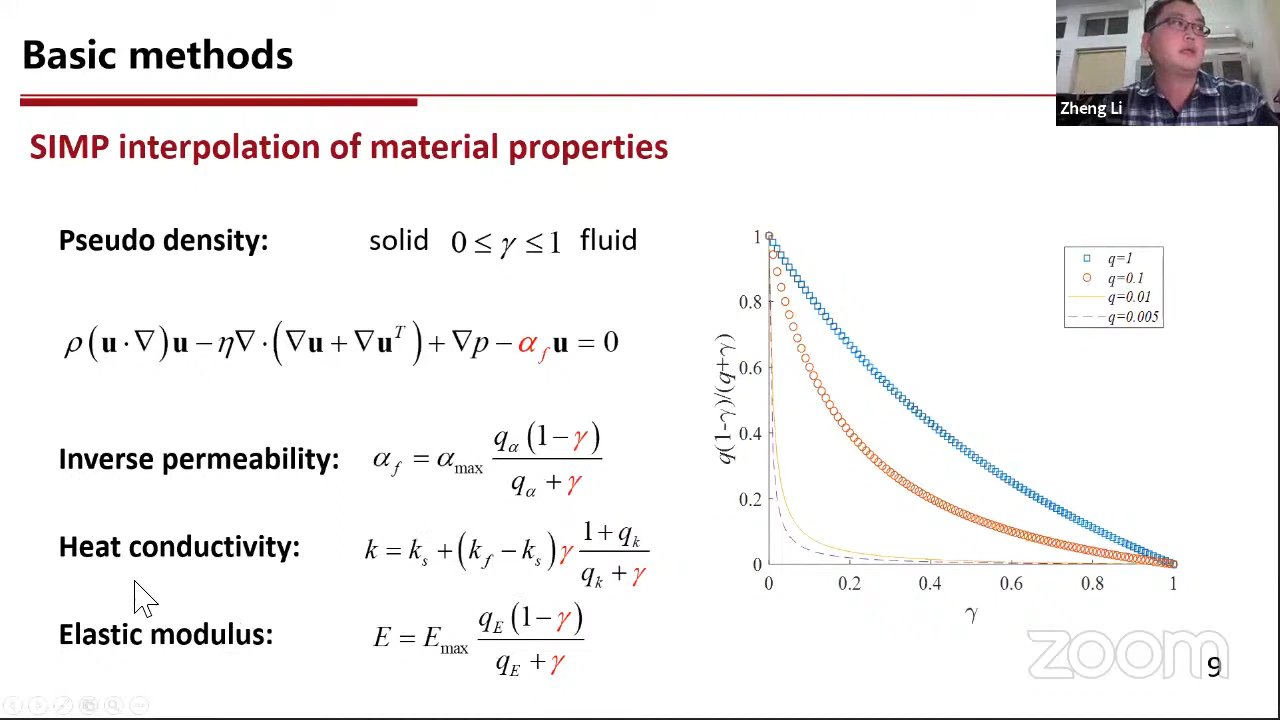 Basic methods
Zheng Li
SIMP interpolation of material properties
Pseudo density: solid 0 ≤ γ ≤ 1 fluid
ρ(u·∇)u − η∇·(∇u + ∇u^T) + ∇p − α_f u = 0
Inverse permeability: α_f = α_max q_α(1−γ) / (q_α + γ)
Heat conductivity: k = k_s + (k_f − k_s) γ (1+q_k) / (q_k + γ)
Elastic modulus: E = E_max q_E(1−γ) / (q_E + γ)
q(1-γ)/(q+γ)
1
0.8
0.6
0.4
0.2
0
0 0.2 0.4 0.6 0.8 1
γ
q=1
q=0.1
q=0.01
q=0.005
zoom
9